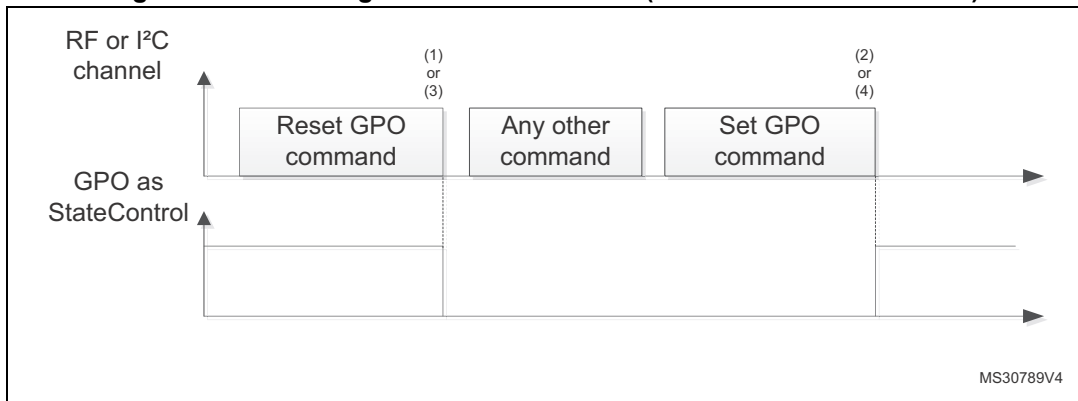 RF or I²C
channel
(1)
or
(3)
(2)
or
(4)
Reset GPO
command
Any other
command
Set GPO
command
GPO as
StateControl
MS30789V4